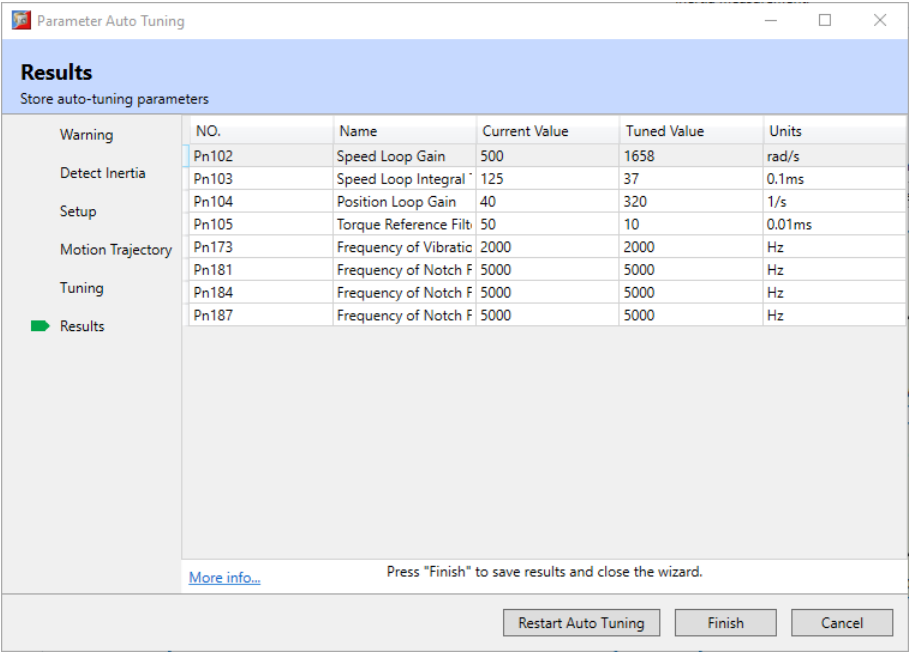 Parameter Auto Tuning
Results
Store auto-tuning parameters
Warning
Detect Inertia
Setup
Motion Trajectory
Tuning
Results
NO. Name Current Value Tuned Value Units
Pn102 Speed Loop Gain 500 1658 rad/s
Pn103 Speed Loop Integral 125 37 0.1ms
Pn104 Position Loop Gain 40 320 1/s
Pn105 Torque Reference Filt 50 10 0.01ms
Pn173 Frequency of Vibratic 2000 2000 Hz
Pn181 Frequency of Notch F 5000 5000 Hz
Pn184 Frequency of Notch F 5000 5000 Hz
Pn187 Frequency of Notch F 5000 5000 Hz
More info...
Press "Finish" to save results and close the wizard.
Restart Auto Tuning Finish Cancel